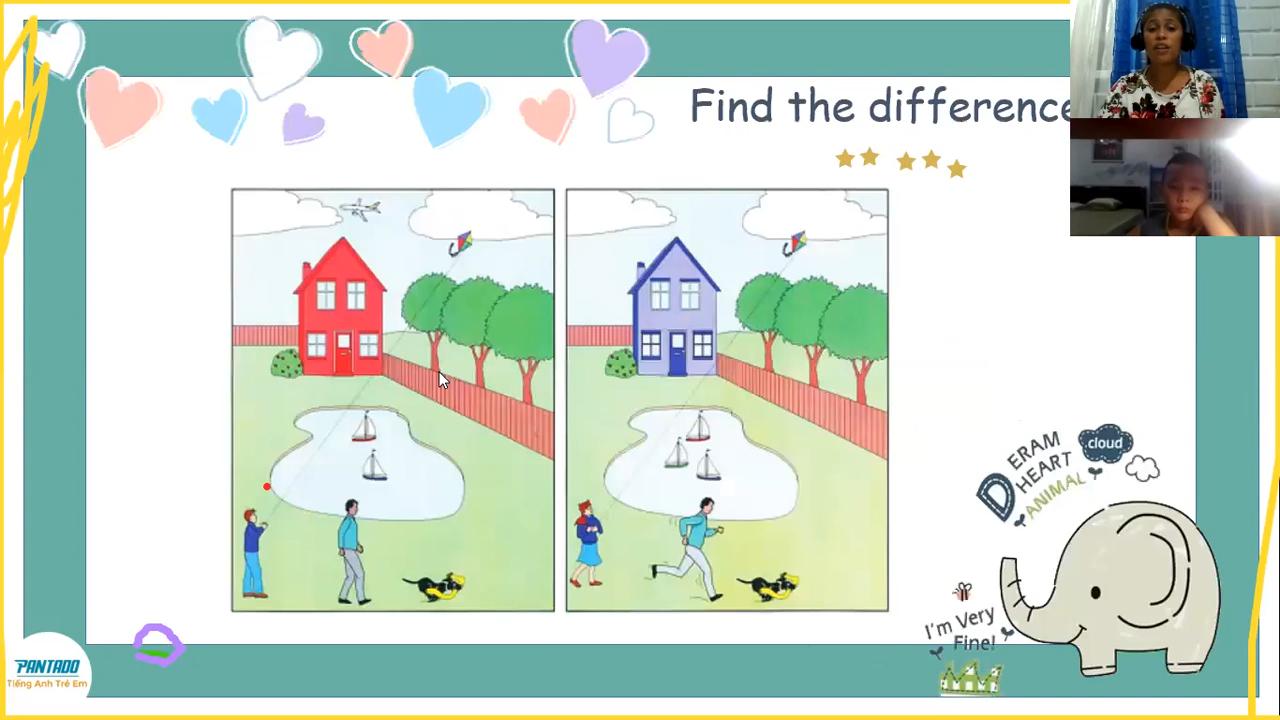 Find the difference
DERAM
HEART
ANIMAL
cloud
I'm Very
Fine!
PANTADO
Tiếng Anh Trẻ Em